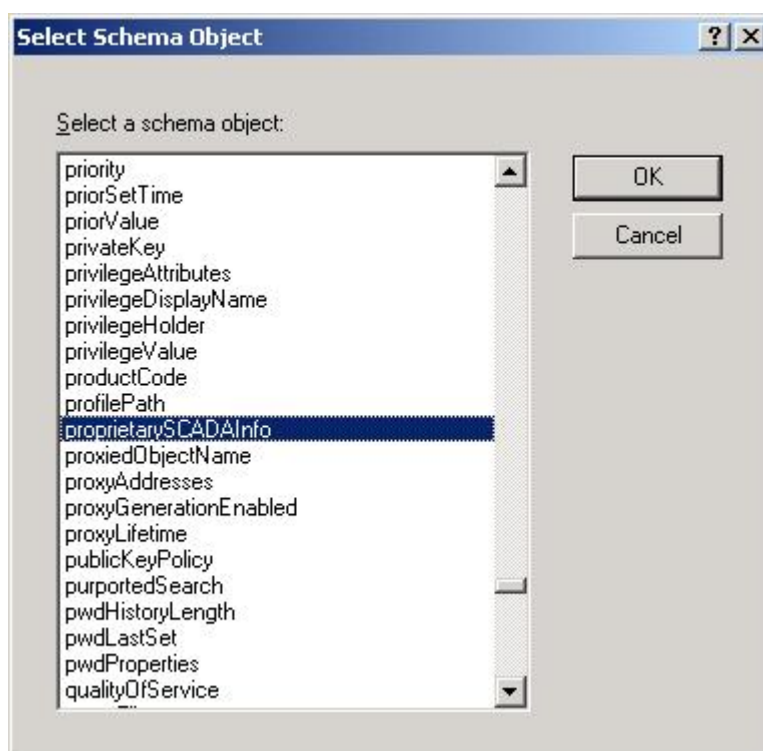 Select Schema Object
Select a schema object:
priority
priorSetTime
priorValue
privateKey
privilegeAttributes
privilegeDisplayName
privilegeHolder
privilegeValue
productCode
profilePath
proprietarySCADAInfo
proxiedObjectName
proxyAddresses
proxyGenerationEnabled
proxyLifetime
publicKeyPolicy
purportedSearch
pwdHistoryLength
pwdLastSet
pwdProperties
qualityOfService
OK
Cancel